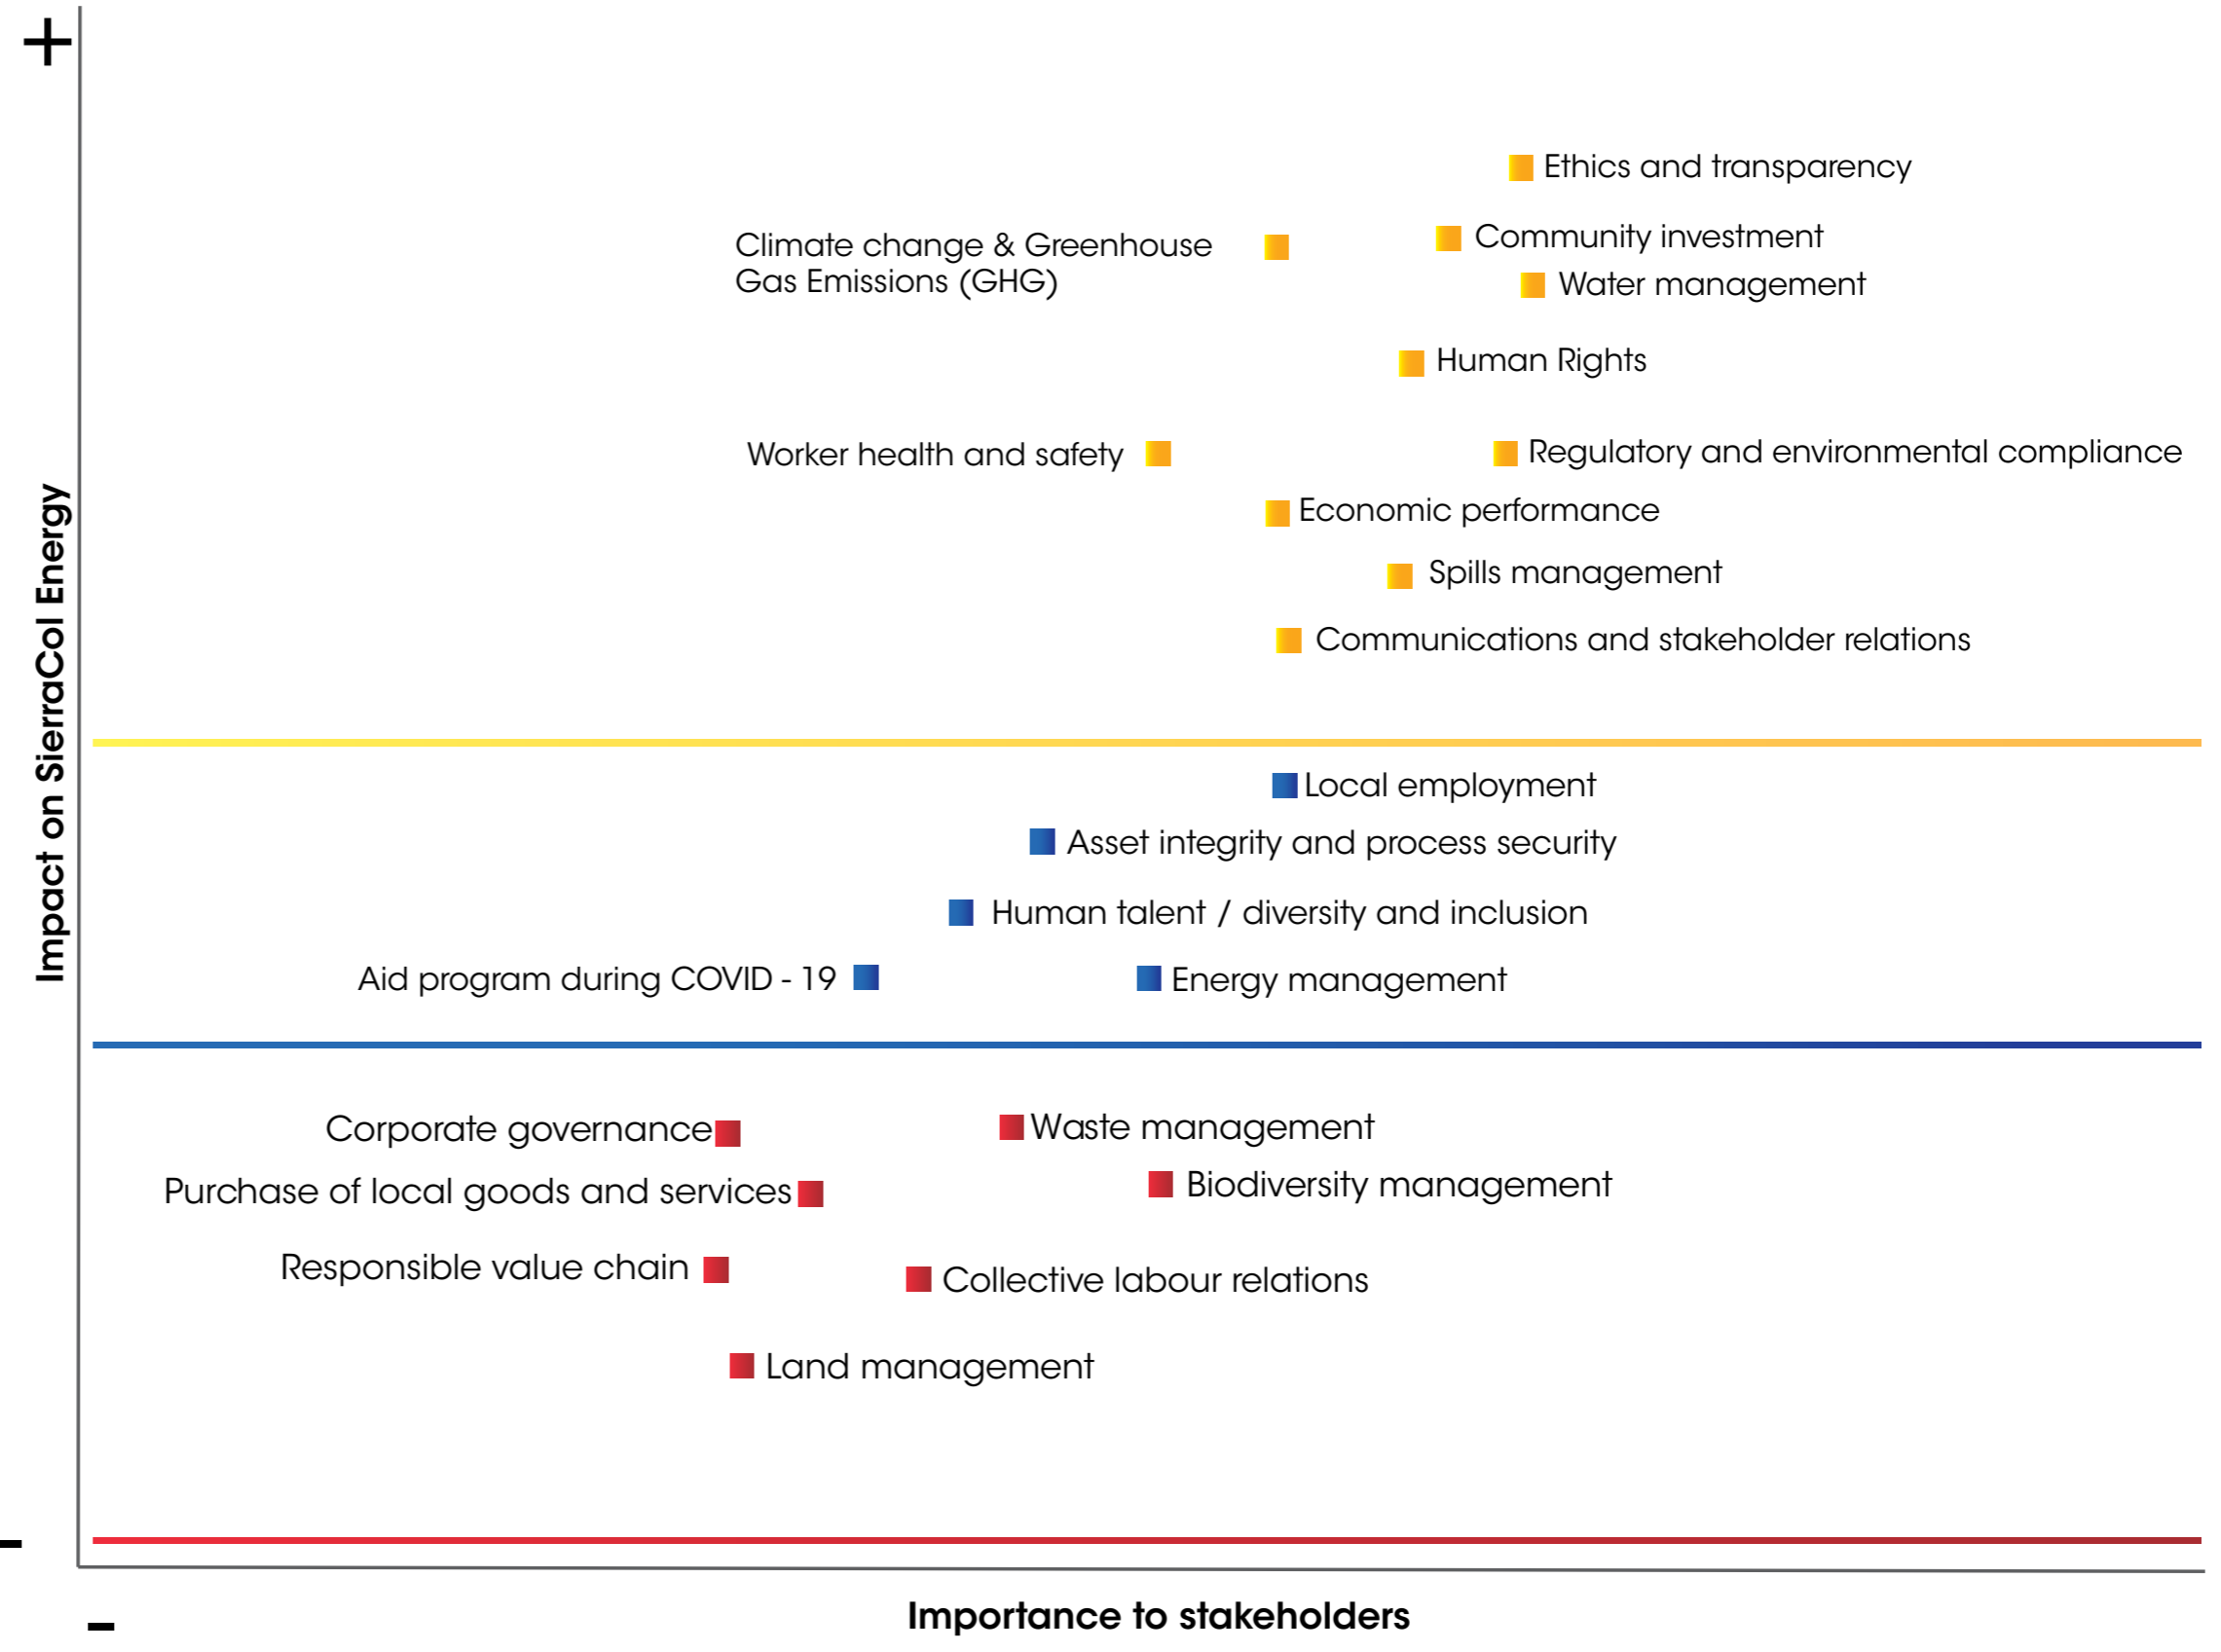 +
Ethics and transparency
Community investment
Climate change & Greenhouse
Gas Emissions (GHG)
Water management
Human Rights
Worker health and safety
Regulatory and environmental compliance
Economic performance
Spills management
Communications and stakeholder relations
Impact on SierraCol Energy
Local employment
Asset integrity and process security
Human talent / diversity and inclusion
Aid program during COVID - 19
Energy management
Corporate governance
Waste management
Purchase of local goods and services
Biodiversity management
Responsible value chain
Collective labour relations
Land management
-
-
Importance to stakeholders